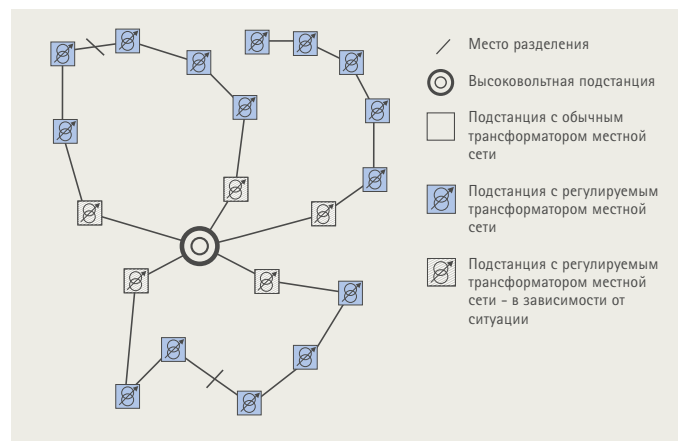 Место разделения
Высоковольтная подстанция
Подстанция с обычным
трансформатором местной
сети
Подстанция с регулируемым
трансформатором местной
сети
Подстанция с регулируемым
трансформатором местной
сети - в зависимости от
ситуации